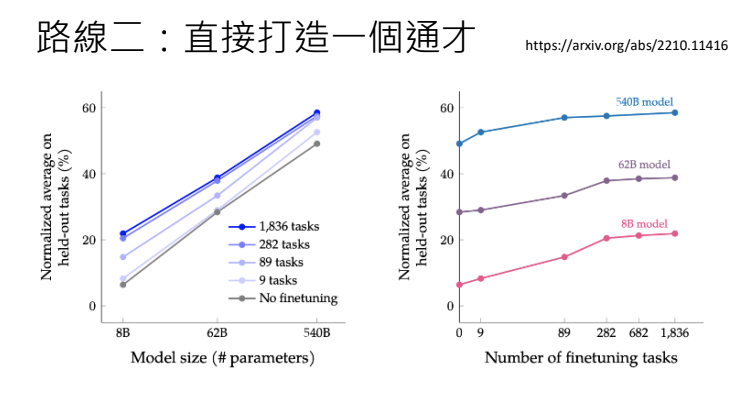 路線二：直接打造一個通才
https://arxiv.org/abs/2210.11416
Normalized average on
held-out tasks (%)
60
40
20
0
1,836 tasks
282 tasks
89 tasks
9 tasks
No finetuning
8B
62B
540B
Model size (# parameters)
Normalized average on
held-out tasks (%)
60
40
20
0
540B model
62B model
8B model
0
9
89
282
682
1,836
Number of finetuning tasks